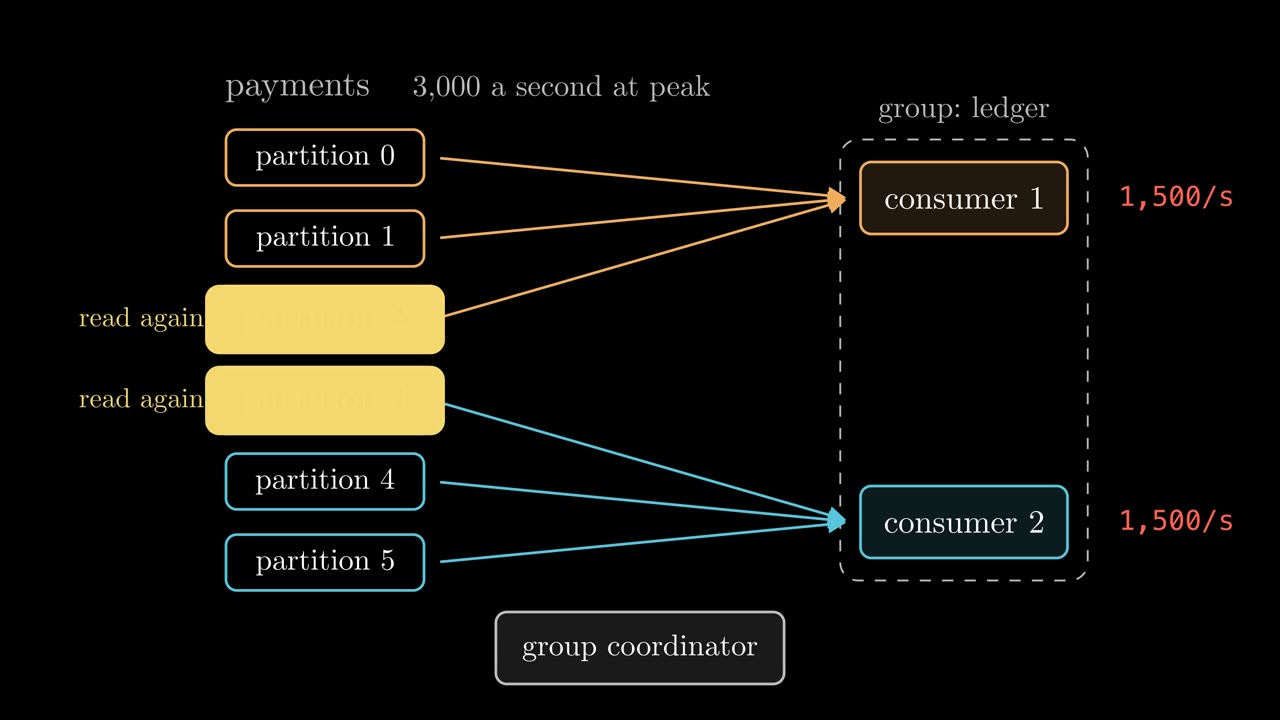 payments 3,000 a second at peak
group: ledger
partition 0
consumer 1 1,500/s
partition 1
read again
read again
partition 4
consumer 2 1,500/s
partition 5
group coordinator